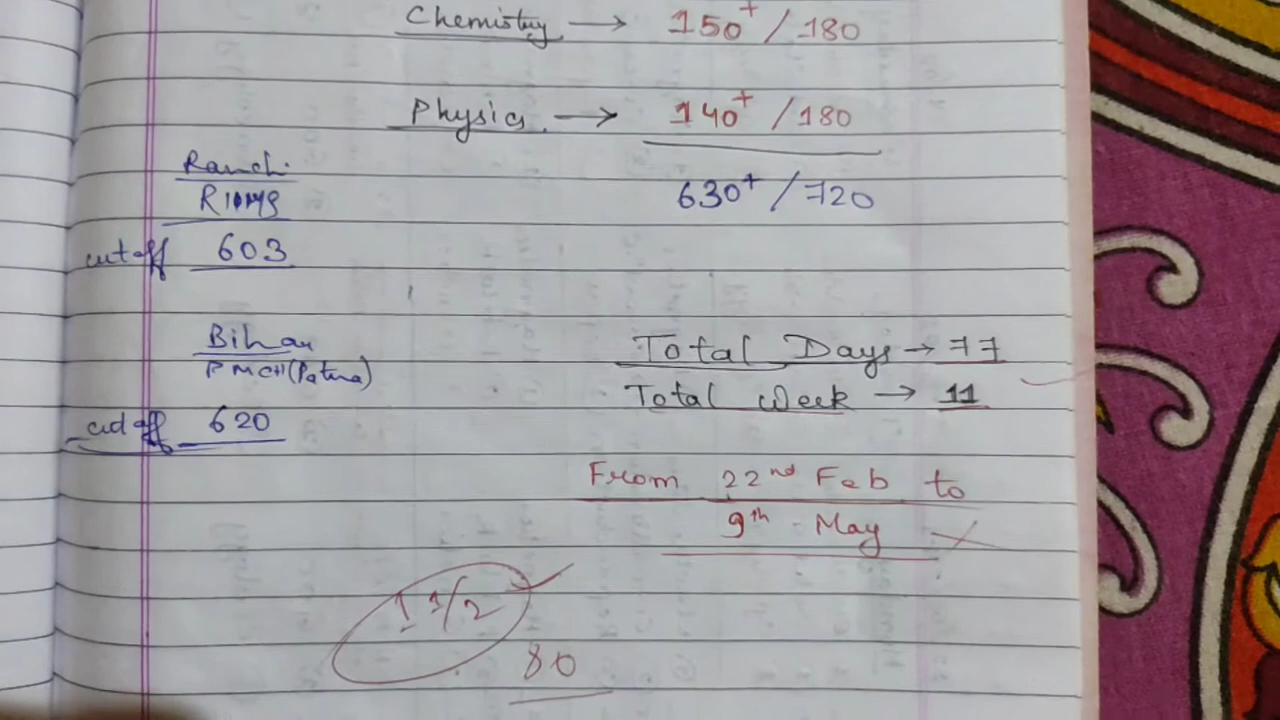 Chemistry → 150+ / 180
Physics → 140+ / 180
630+ / 720
Ranchi
RIIMS
cutoff 603
Bihar
PMCH (Patna)
cutoff 620
Total Days → 77
Total Week → 11
From 22nd Feb to
9th May
1 1/2
80